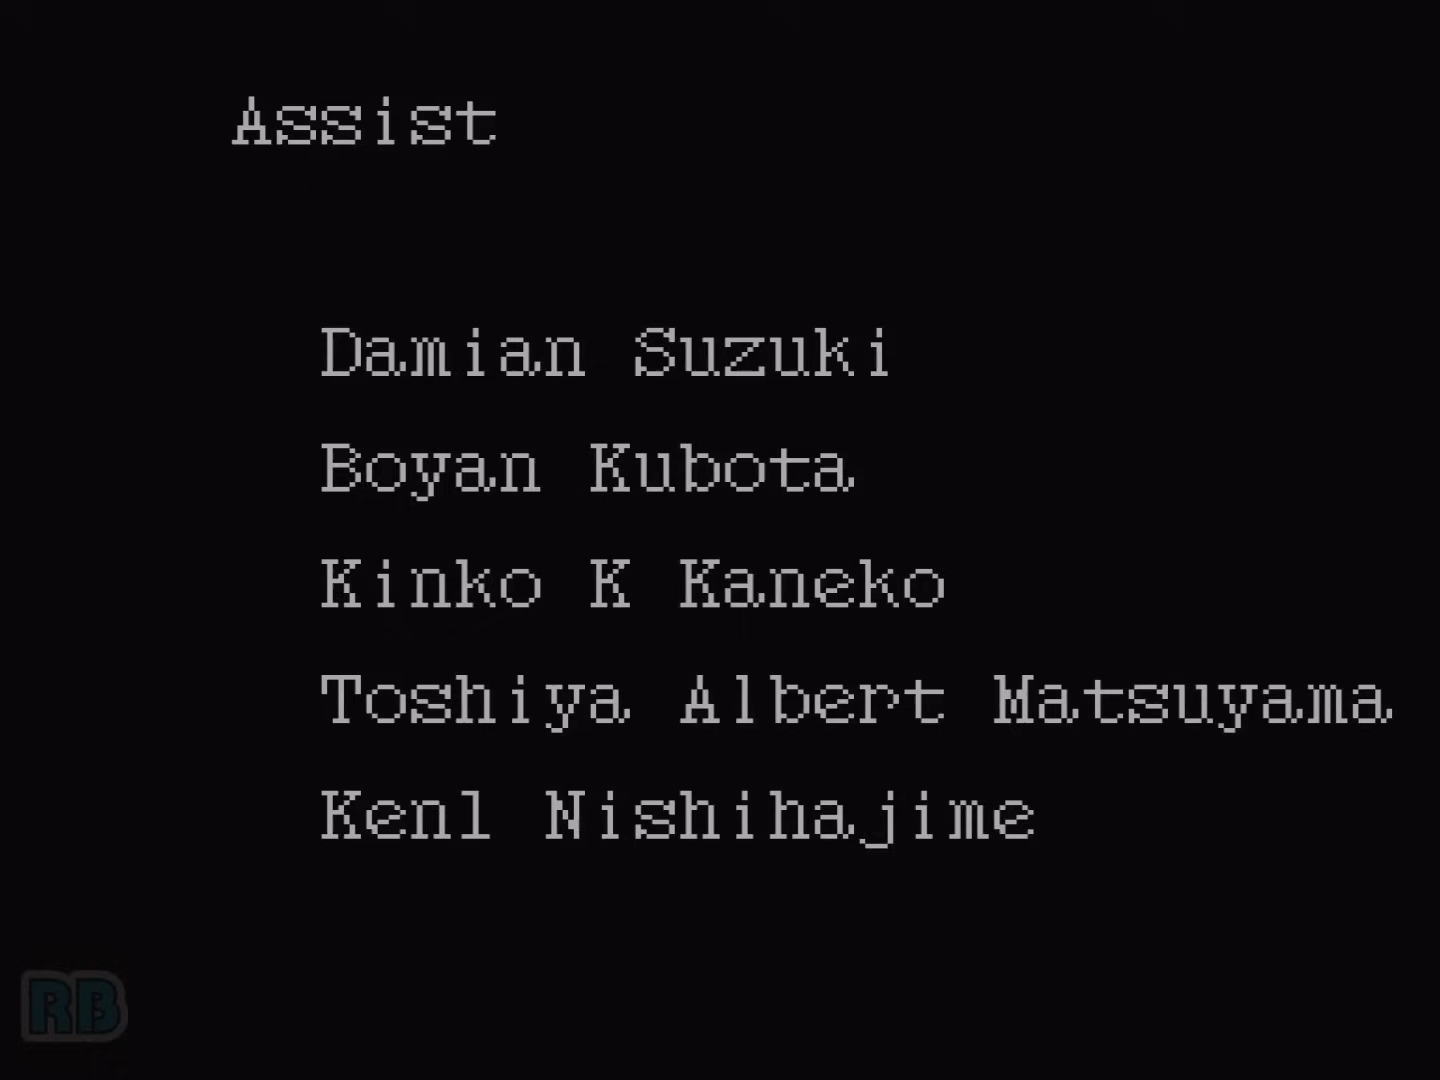 Assist
Damian Suzuki
Boyan Kubota
Kinko K Kaneko
Toshiya Albert Matsuyama
Kenl Nishihajime
RB